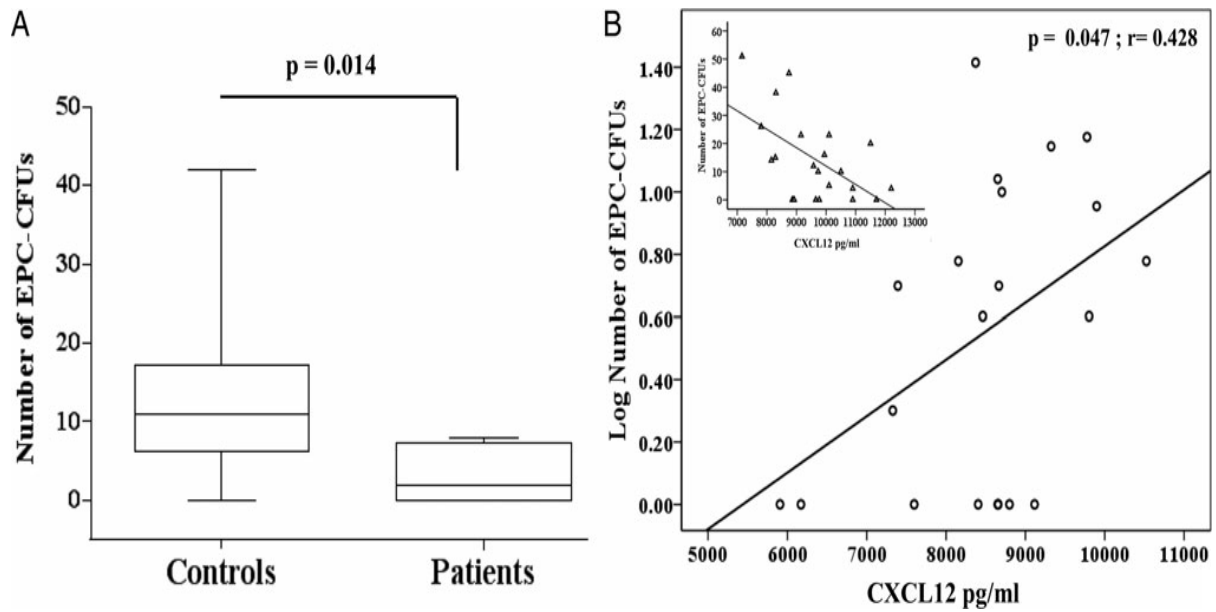 A
p = 0.014
Number of EPC-CFUs
50
40
30
20
10
0
Controls Patients
B
p = 0.047 ; r= 0.428
Log Number of EPC-CFUs
1.40
1.20
1.00
0.80
0.60
0.40
0.20
0.00
5000 6000 7000 8000 9000 10000 11000
CXCL12 pg/ml
Number of EPC-CFUs
60
50
40
30
20
10
0
7000 8000 9000 10000 11000 12000 13000
CXCL12 pg/ml